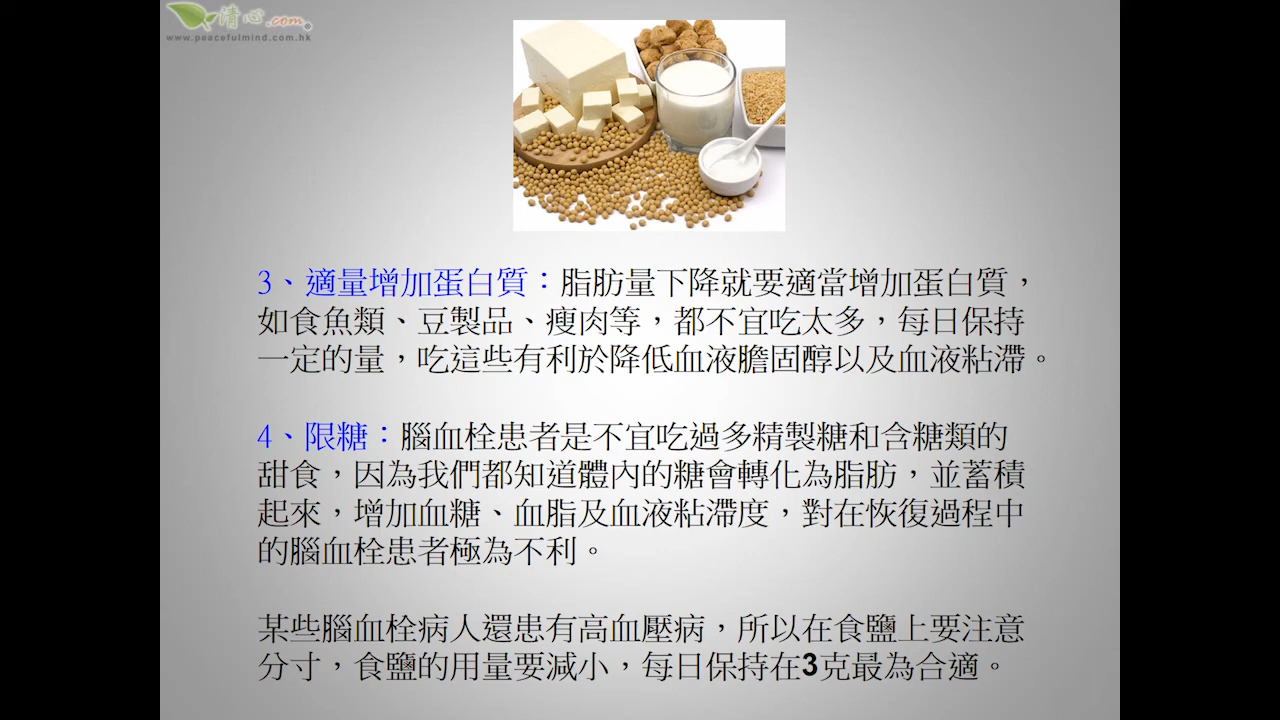 清心.com
www.peacefulmind.com.hk
3、適量增加蛋白質：脂肪量下降就要適當增加蛋白質，
如食魚類、豆製品、瘦肉等，都不宜吃太多，每日保持
一定的量，吃這些有利於降低血液膽固醇以及血液粘滯。
4、限糖：腦血栓患者是不宜吃過多精製糖和含糖類的
甜食，因為我們都知道體內的糖會轉化為脂肪，並蓄積
起來，增加血糖、血脂及血液粘滯度，對在恢復過程中
的腦血栓患者極為不利。
某些腦血栓病人還患有高血壓病，所以在食鹽上要注意
分寸，食鹽的用量要減小，每日保持在3克最為合適。